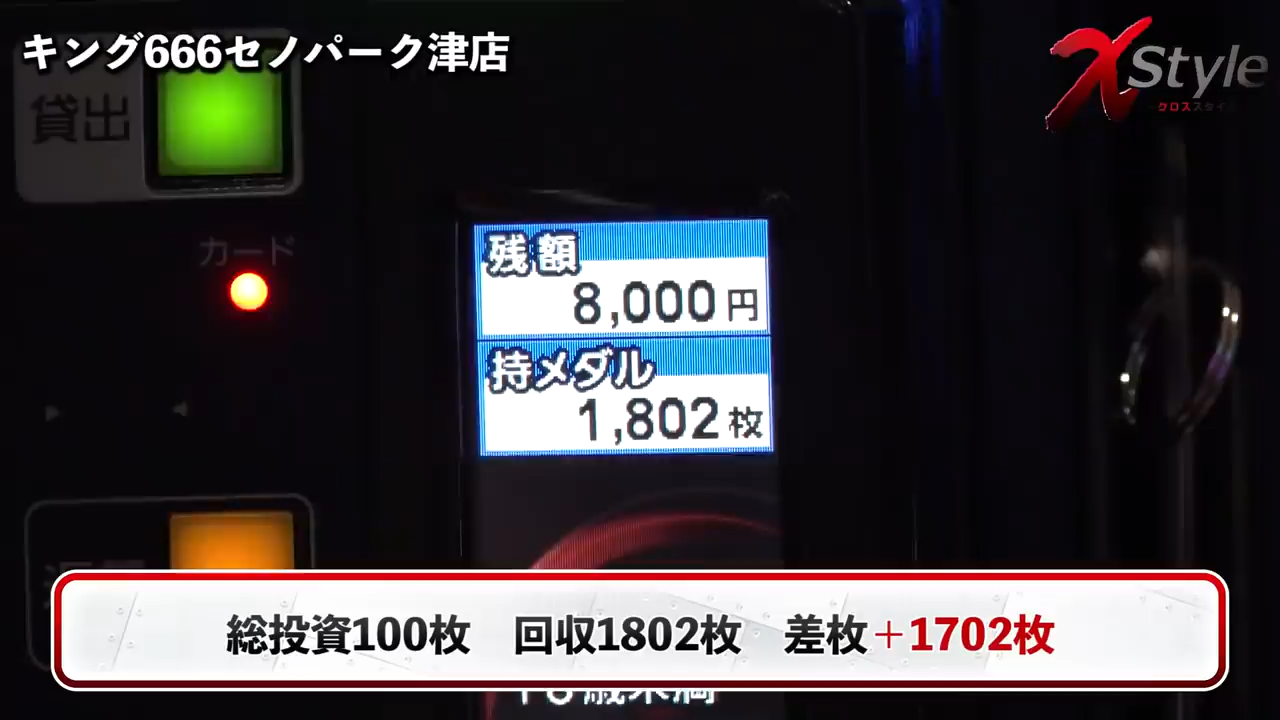 キング666セノパーク津店
χStyle
クロススタイル
貸出
カード
残額
8,000円
持メダル
1,802枚
総投資100枚 回収1802枚 差枚+1702枚